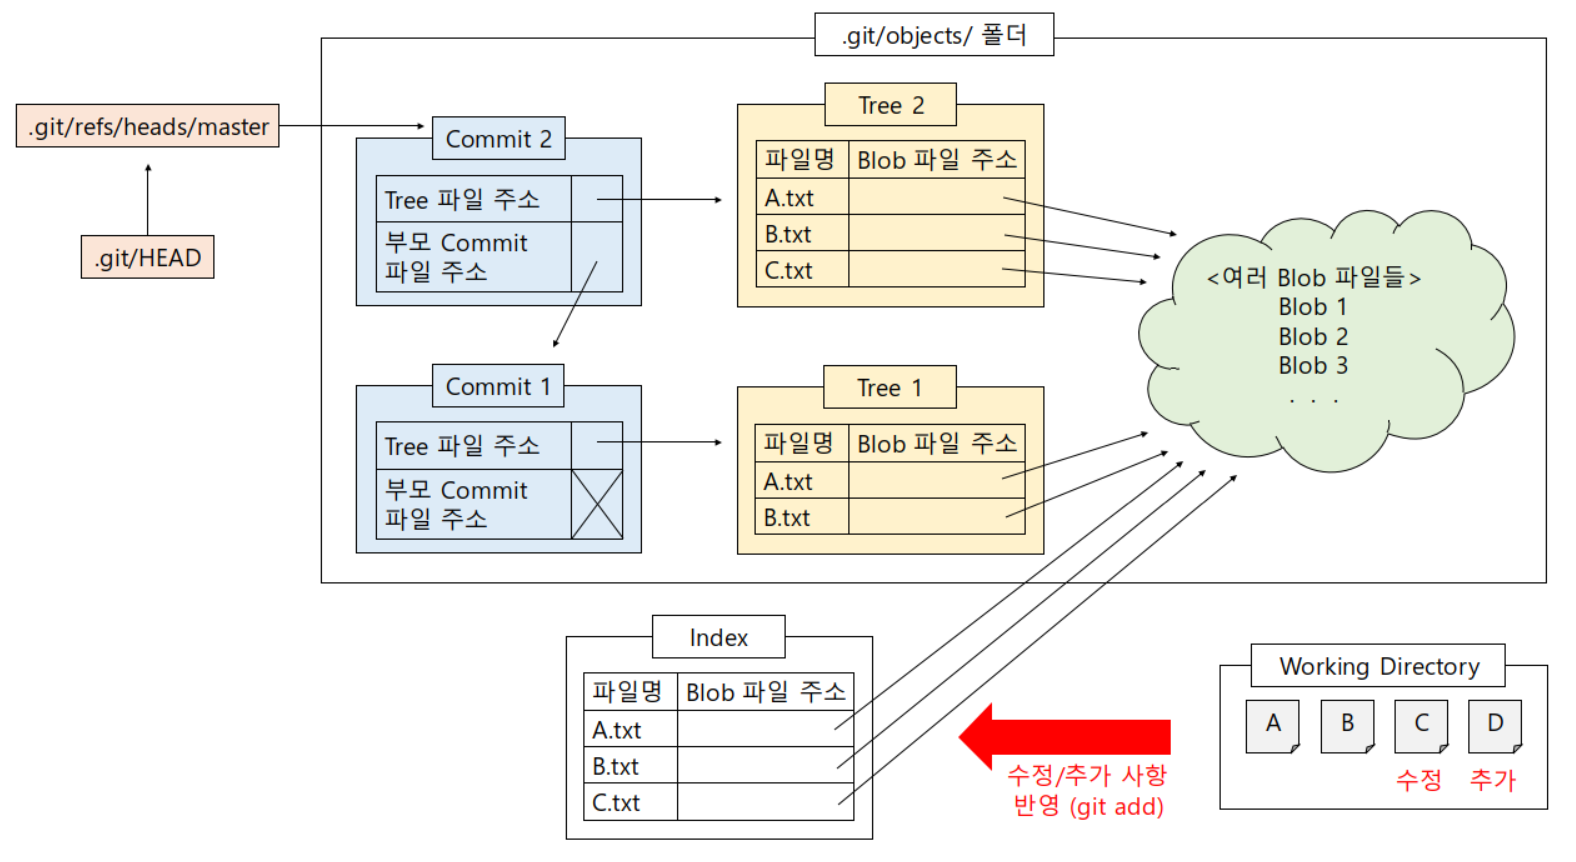 .git/objects/ 폴더
.git/refs/heads/master
.git/HEAD
Commit 2
Tree 파일 주소
부모 Commit
파일 주소
Tree 2
파일명 Blob 파일 주소
A.txt
B.txt
C.txt
<여러 Blob 파일들>
Blob 1
Blob 2
Blob 3
. . .
Commit 1
Tree 파일 주소
부모 Commit
파일 주소
Tree 1
파일명 Blob 파일 주소
A.txt
B.txt
Index
파일명 Blob 파일 주소
A.txt
B.txt
C.txt
수정/추가 사항
반영 (git add)
Working Directory
A B C D
수정 추가